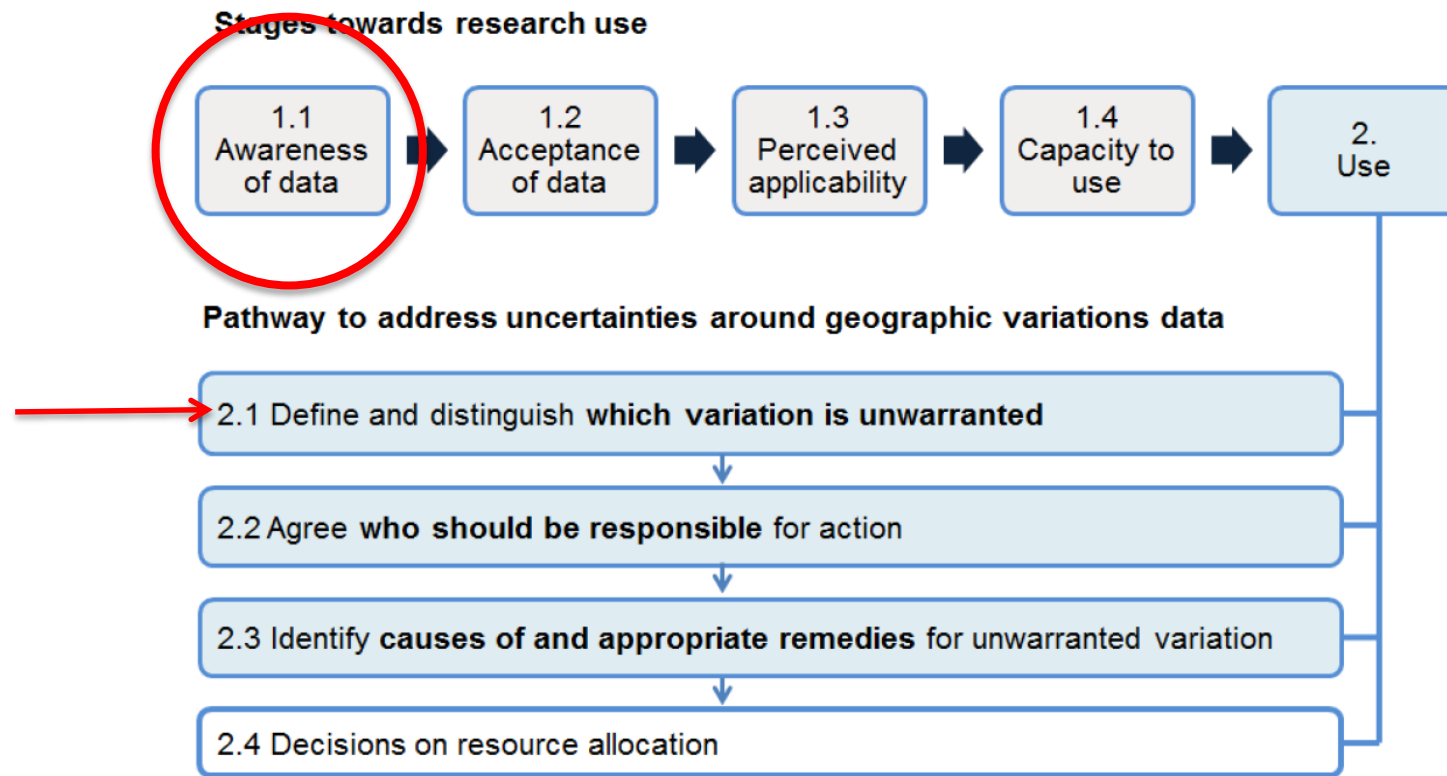 Stages towards research use
1.1
Awareness
of data
1.2
Acceptance
of data
1.3
Perceived
applicability
1.4
Capacity to
use
2.
Use
Pathway to address uncertainties around geographic variations data
2.1 Define and distinguish which variation is unwarranted
2.2 Agree who should be responsible for action
2.3 Identify causes of and appropriate remedies for unwarranted variation
2.4 Decisions on resource allocation